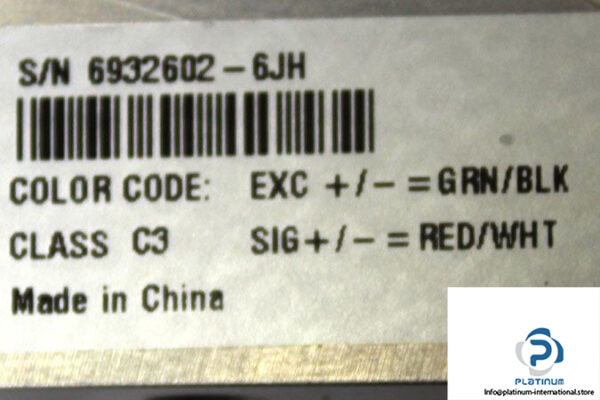 S/N 6932602-6JH
COLOR CODE: EXC +/- = GRN/BLK
CLASS C3 SIG+/- = RED/WHT
Made in China
PLATINUM
Info@platinum-international.store